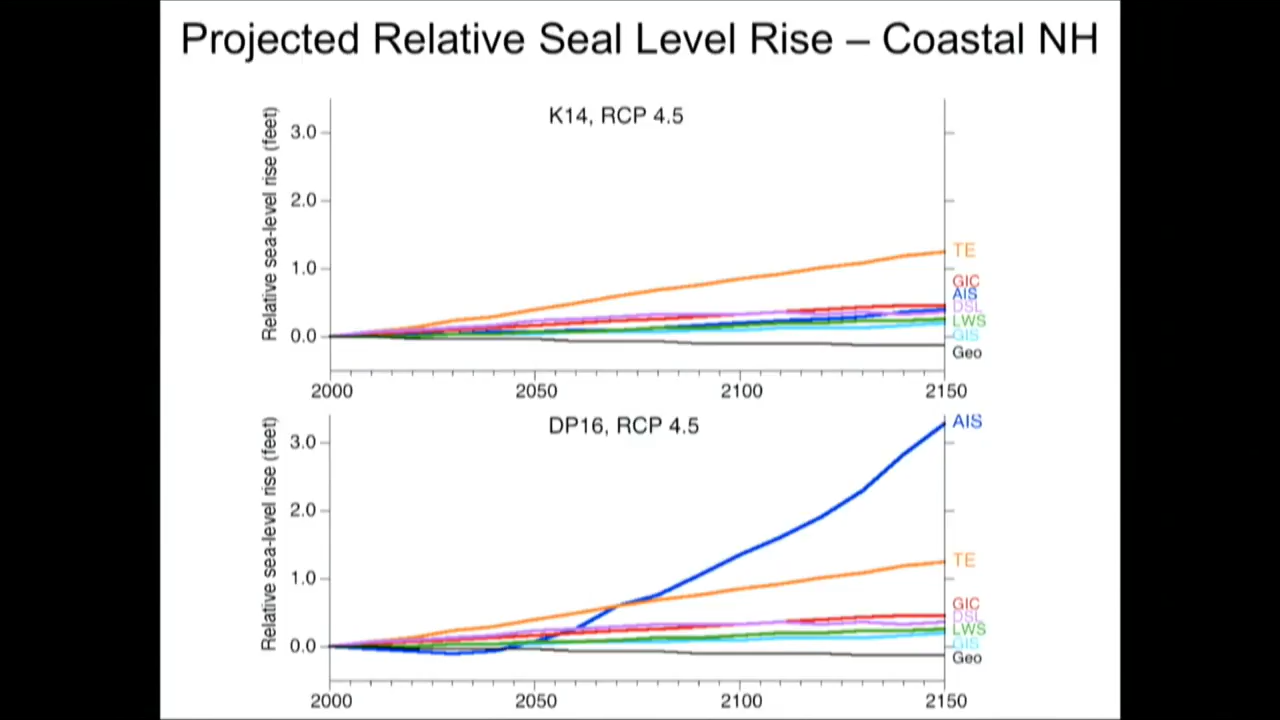 Projected Relative Seal Level Rise – Coastal NH
K14, RCP 4.5
Relative sea-level rise (feet)
3.0
2.0
1.0
0.0
TE
GIC
AIS
DSL
LWS
GIS
Geo
2000 2050 2100 2150
DP16, RCP 4.5
Relative sea-level rise (feet)
3.0
2.0
1.0
0.0
AIS
TE
GIC
DSL
LWS
GIS
Geo
2000 2050 2100 2150